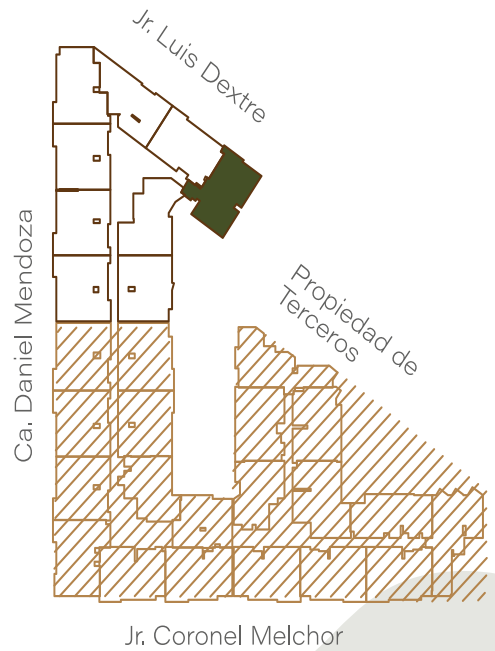 Jr. Luis Dextre
Ca. Daniel Mendoza
Propiedad de
Terceros
Jr. Coronel Melchor